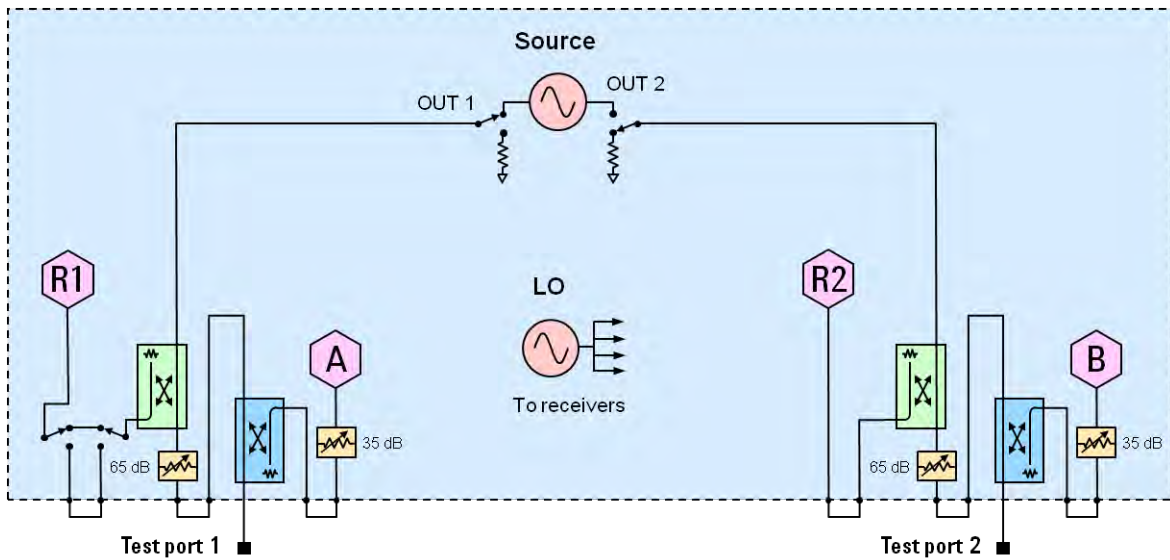 Source
OUT 1
OUT 2
R1
R2
LO
A
B
To receivers
35 dB
35 dB
65 dB
65 dB
Test port 1
Test port 2